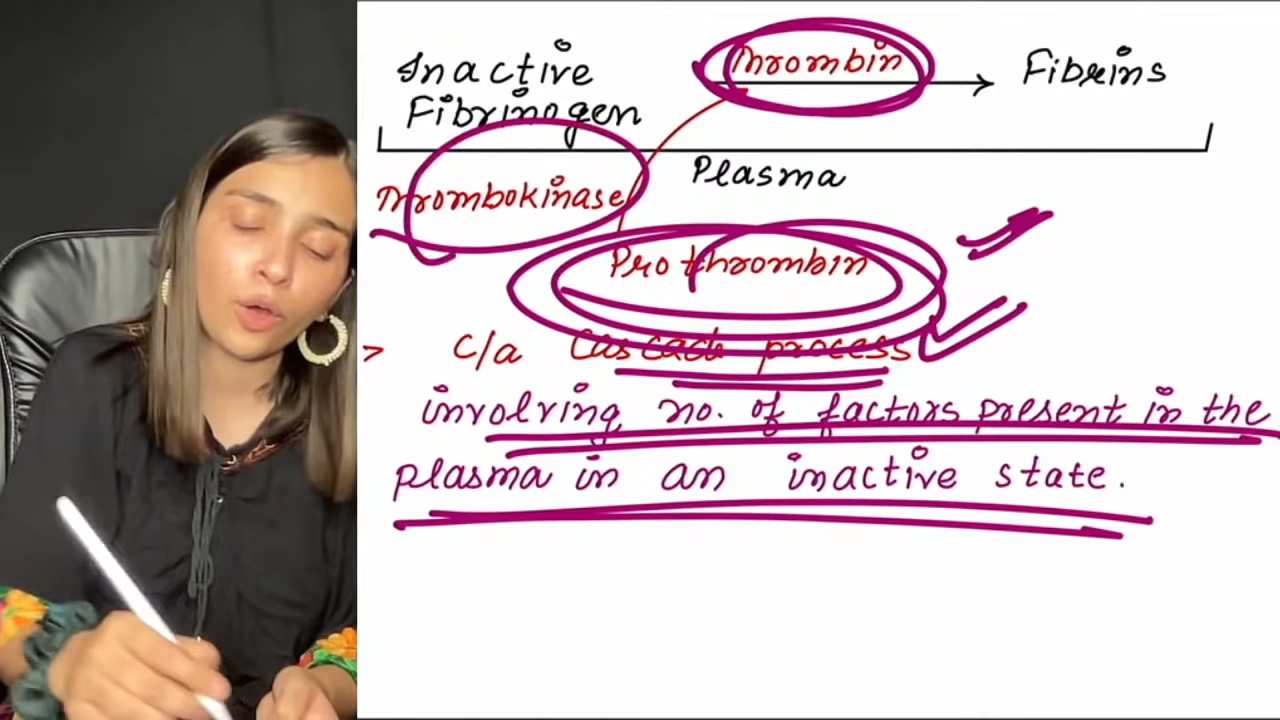 Inactive Thrombin Fibrins
Fibrinogen
Plasma
Thrombokinase
Prothrombin
> c/a Cascade process
involving no. of factors present in the
plasma in an inactive state.